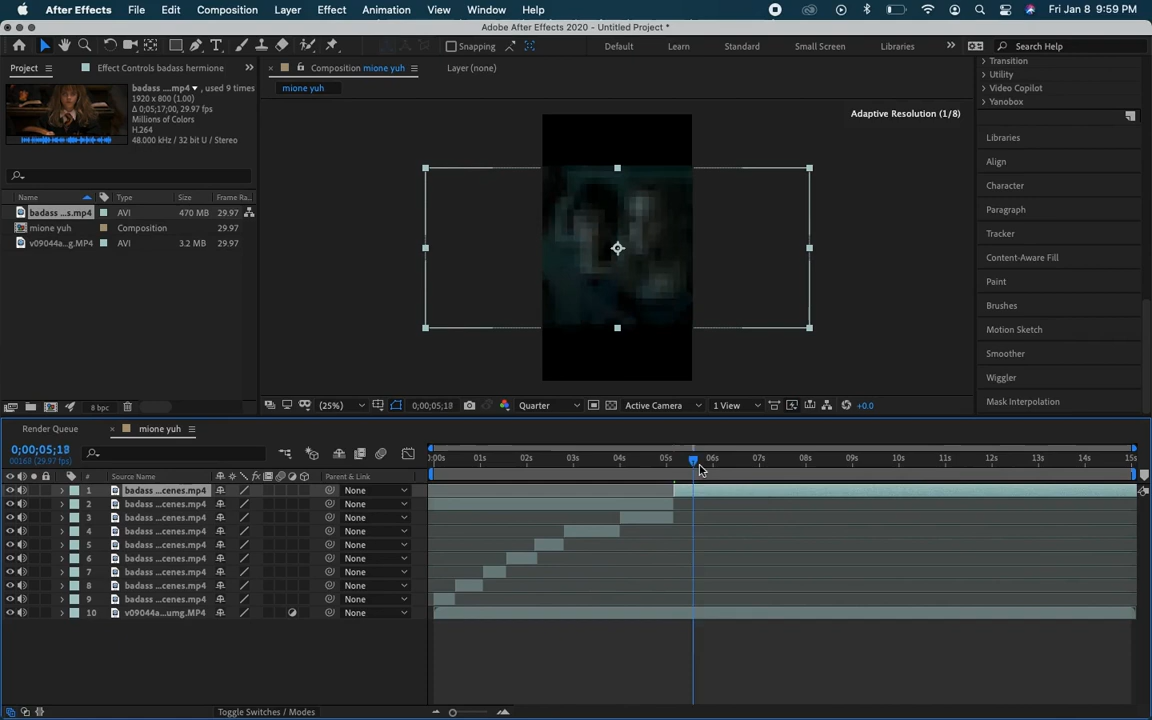 After Effects File Edit Composition Layer Effect Animation View Window Help Fri Jan 8 9:59 PM
Adobe After Effects 2020 - Untitled Project *
Snapping Default Learn Standard Small Screen Libraries Search Help
Project Effect Controls badass hermione Composition mione yuh Layer (none) Transition
mione yuh Utility
badass ....mp4 , used 9 times Video Copilot
1920 x 800 (1.00) Yanobox
Δ 0;05;17;00, 29.97 fps Adaptive Resolution (1/8)
Millions of Colors
H.264
48.000 kHz / 32 bit U / Stereo
Libraries
Align
Character
Paragraph
Tracker
Content-Aware Fill
Paint
Brushes
Motion Sketch
Smoother
Wiggler
Mask Interpolation
Name Type Size Frame Ra..
badass ...s.mp4 AVI 470 MB 29.97
mione yuh Composition 29.97
v09044a...g.MP4 AVI 3.2 MB 29.97
8 bpc (25%) 0;00;05;18 Quarter Active Camera 1 View +0.0
Render Queue mione yuh
0;00;05;18
00168 (29.97 fps)
0:00s 01s 02s 03s 04s 05s 06s 07s 08s 09s 10s 11s 12s 13s 14s 15s
# Source Name fx Parent & Link
1 badass ...cenes.mp4 None
2 badass ...cenes.mp4 None
3 badass ...cenes.mp4 None
4 badass ...cenes.mp4 None
5 badass ...cenes.mp4 None
6 badass ...cenes.mp4 None
7 badass ...cenes.mp4 None
8 badass ...cenes.mp4 None
9 badass ...cenes.mp4 None
10 v09044a...umg.MP4 None
Toggle Switches / Modes